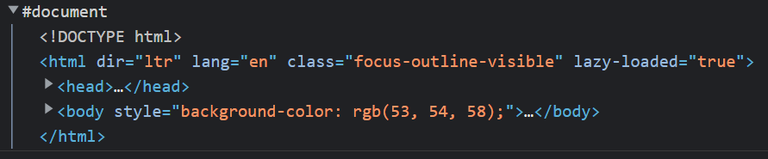 #document
<!DOCTYPE html>
<html dir="ltr" lang="en" class="focus-outline-visible" lazy-loaded="true">
<head>…</head>
<body style="background-color: rgb(53, 54, 58);">…</body>
</html>